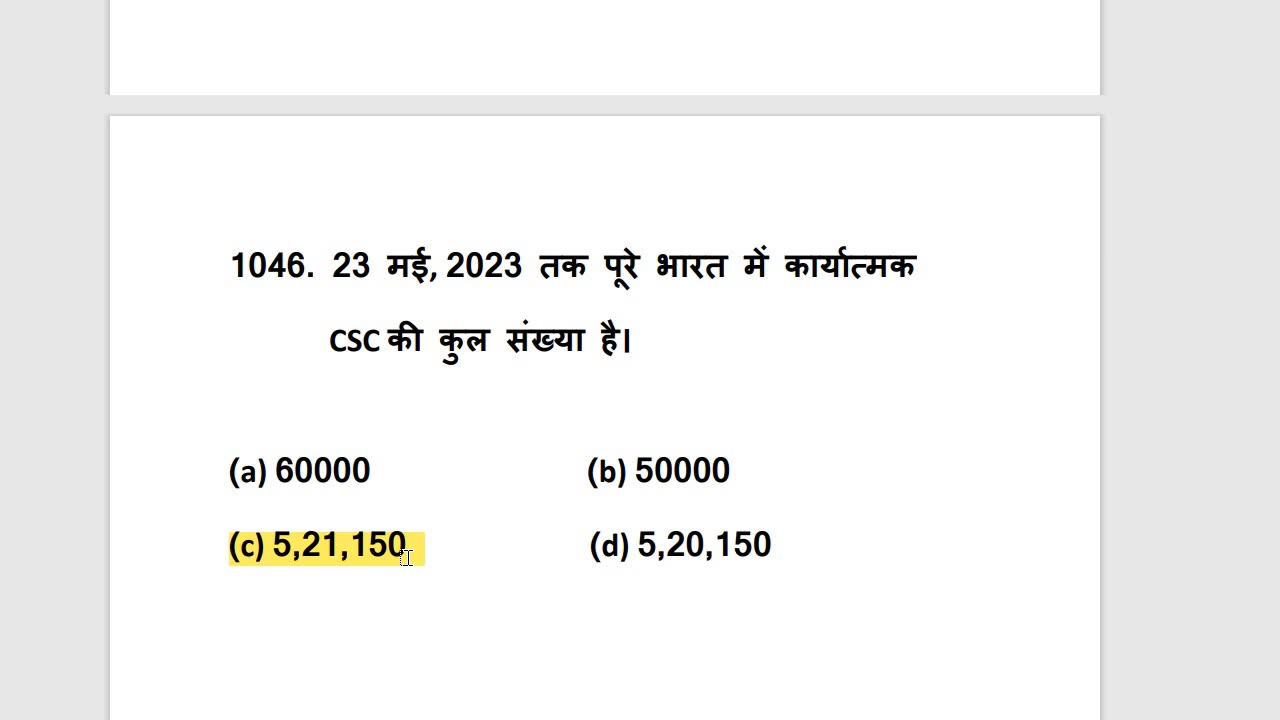 1046. 23 मई, 2023 तक पूरे भारत में कार्यात्मक
CSC की कुल संख्या है।
(a) 60000 (b) 50000
(c) 5,21,150 (d) 5,20,150